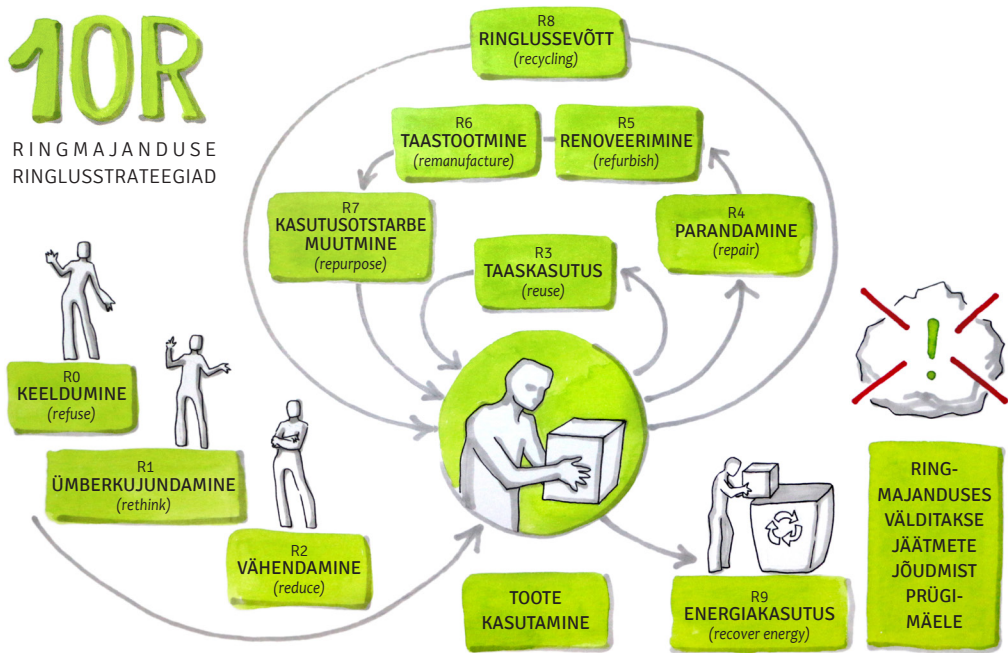 10R
RINGMAJANDUSE
RINGLUSSTRATEEGIAD
R8
RINGLUSSEVÕTT
(recycling)
R6
TAASTOOTMINE
(remanufacture)
R5
RENOVEERIMINE
(refurbish)
R7
KASUTUSOTSTARBE
MUUTMINE
(repurpose)
R3
TAASKASUTUS
(reuse)
R4
PARANDAMINE
(repair)
R0
KEELDUMINE
(refuse)
R1
ÜMBERKUJUNDAMINE
(rethink)
R2
VÄHENDAMINE
(reduce)
TOOTE
KASUTAMINE
R9
ENERGIAKASUTUS
(recover energy)
!
RING-
MAJANDUSES
VÄLDITAKSE
JÄÄTMETE
JÕUDMIST
PRÜGI-
MÄELE